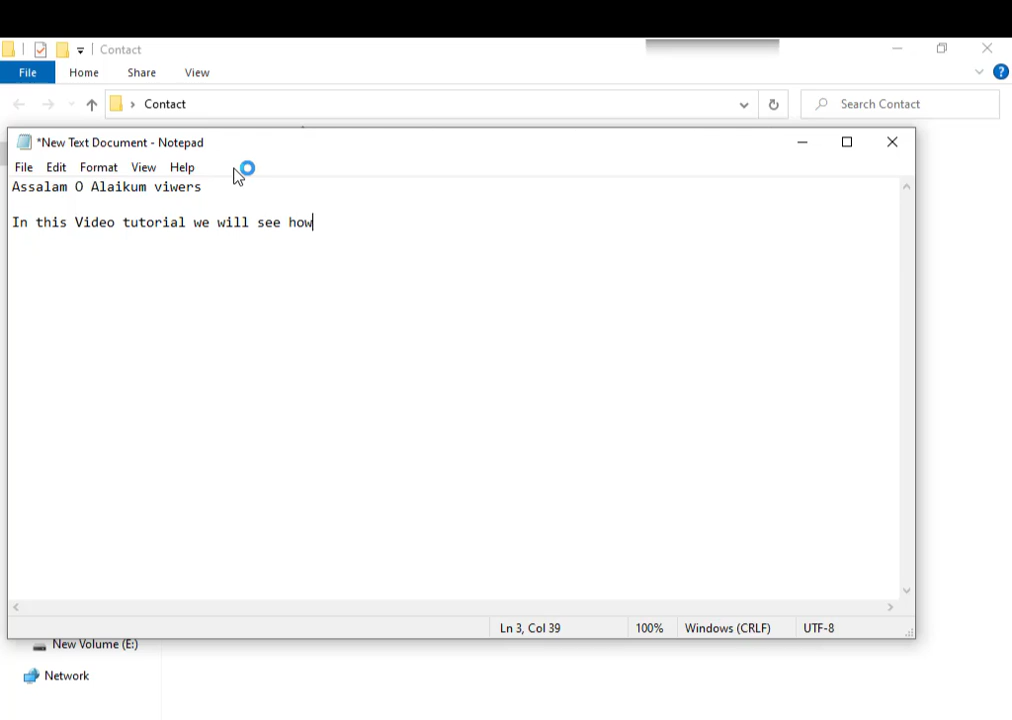 Contact
File Home Share View
Contact Search Contact
*New Text Document - Notepad
File Edit Format View Help
Assalam O Alaikum viwers
In this Video tutorial we will see how
Ln 3, Col 39 100% Windows (CRLF) UTF-8
New Volume (E:)
Network